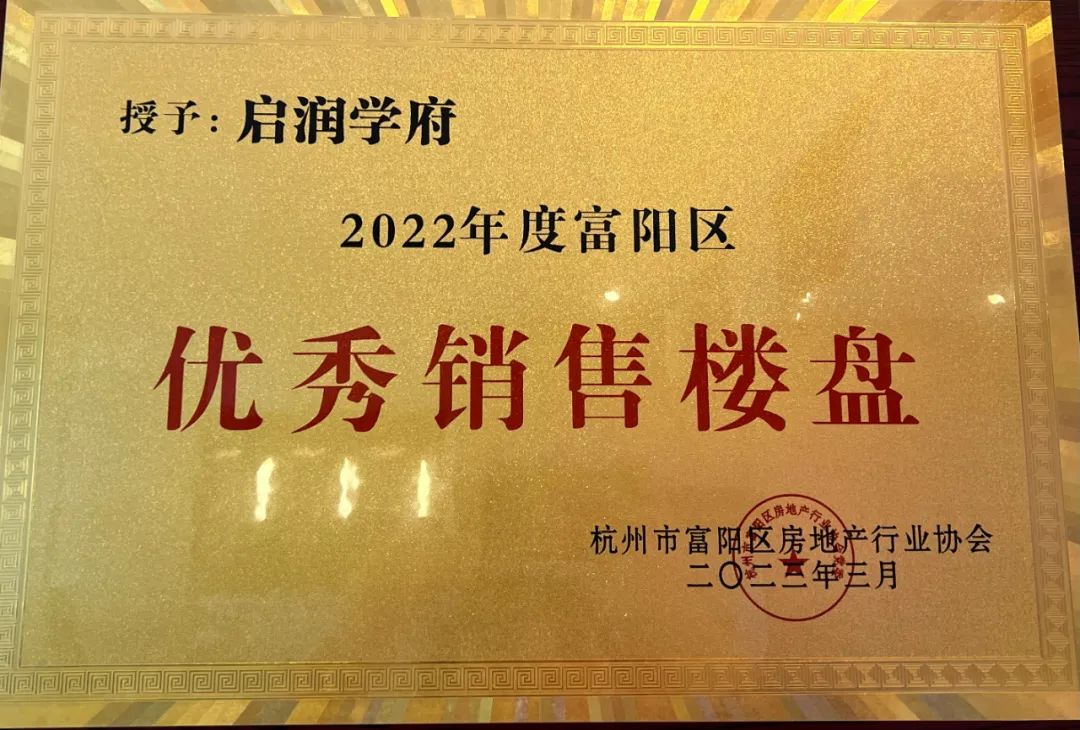 授予：启润学府
2022年度富阳区
优秀销售楼盘
杭州市富阳区房地产行业协会
二〇二三年三月